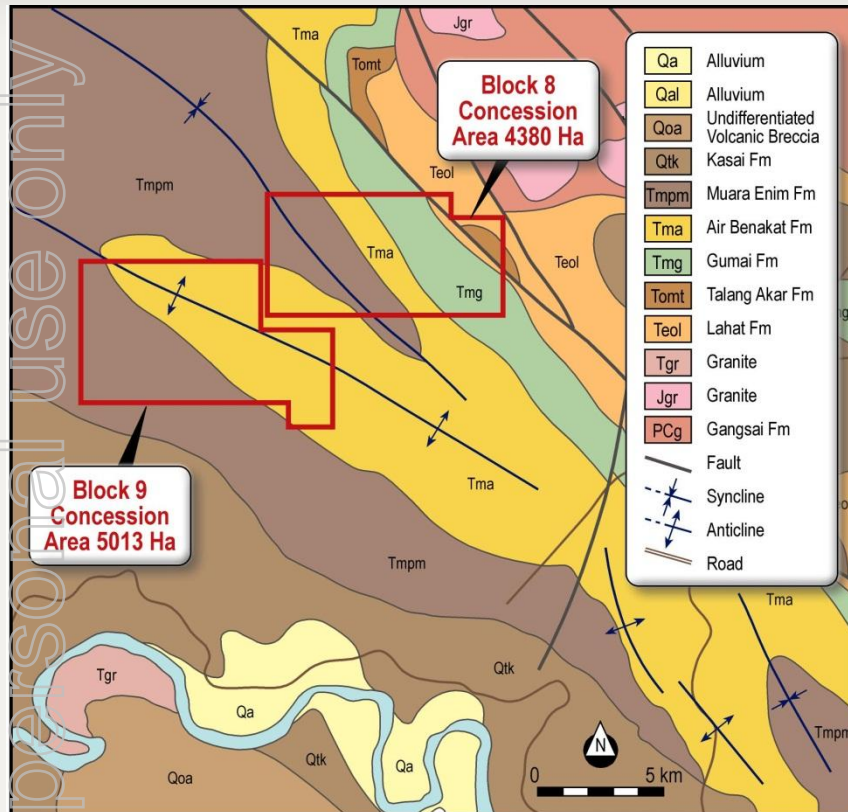 personal use only
Tma
Jgr
Tomt
Block 8
Concession
Area 4380 Ha
Tmpm
Teol
Tma
Teol
Tmg
Tma
Tmpm
Block 9
Concession
Area 5013 Ha
Tma
Tmpm
Qtk
Tgr
Qa
Qtk
Qa
Qoa
N
0 5 km
Qa Alluvium
Qal Alluvium
Qoa Undifferentiated
Volcanic Breccia
Qtk Kasai Fm
Tmpm Muara Enim Fm
Tma Air Benakat Fm
Tmg Gumai Fm
Tomt Talang Akar Fm
Teol Lahat Fm
Tgr Granite
Jgr Granite
PCg Gangsai Fm
Fault
Syncline
Anticline
Road